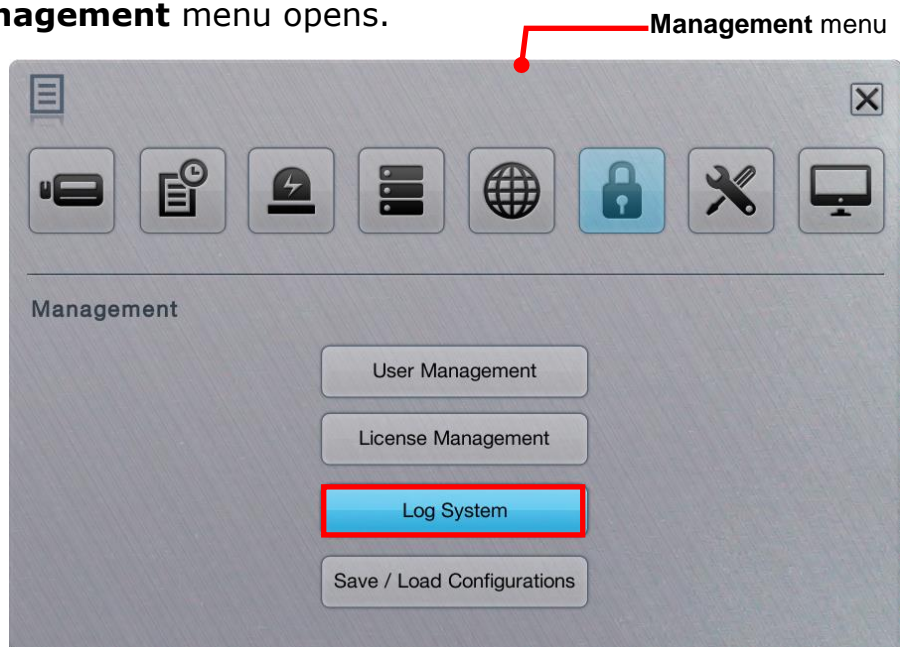 nagement menu opens.
Management menu
Management
User Management
License Management
Log System
Save / Load Configurations